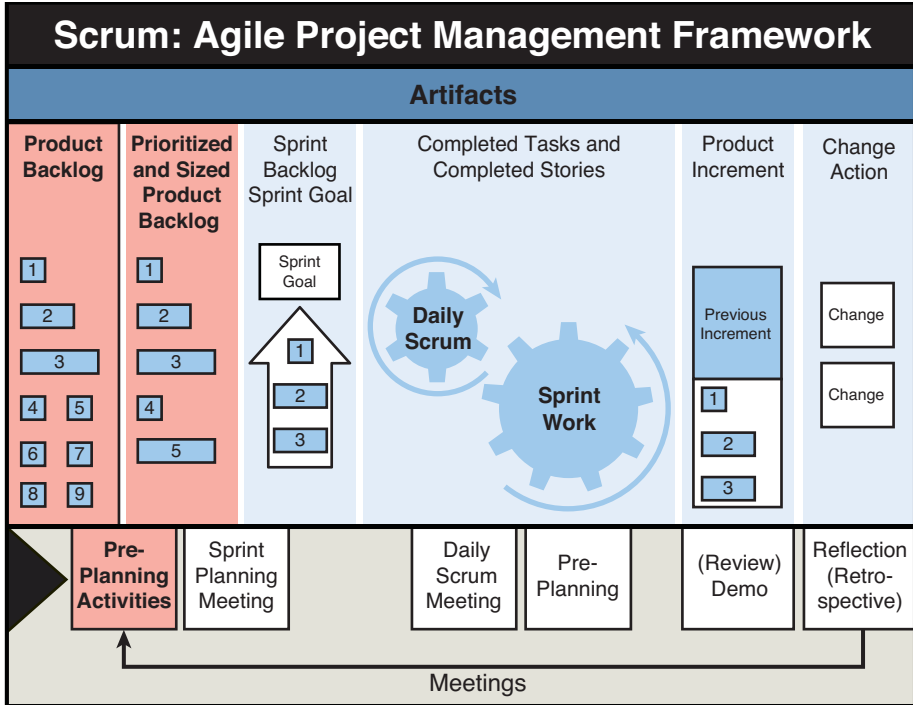 Scrum: Agile Project Management Framework
Artifacts
Product
Backlog
1
2
3
4 5
6 7
8 9
Prioritized
and Sized
Product
Backlog
1
2
3
4
5
Sprint
Backlog
Sprint Goal
Sprint
Goal
1
2
3
Completed Tasks and
Completed Stories
Daily
Scrum
Sprint
Work
Product
Increment
Previous
Increment
1
2
3
Change
Action
Change
Change
Pre-
Planning
Activities
Sprint
Planning
Meeting
Daily
Scrum
Meeting
Pre-
Planning
(Review)
Demo
Reflection
(Retro-
spective)
Meetings